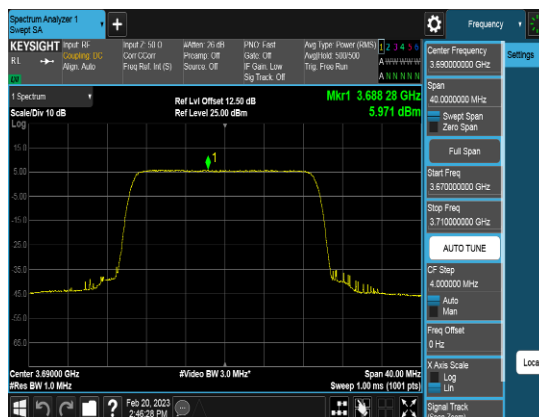 Spectrum Analyzer 1
Swept SA
Frequency
KEYSIGHT
Input: RF
Coupling: DC
Align: Auto
Input Z: 50 Ω
Corr CCorr
Freq Ref: Int (S)
#Atten: 26 dB
Preamp: Off
Source: Off
PNO: Fast
Gate: Off
IF Gain: Low
Sig Track: Off
Avg Type: Power (RMS)
Avg|Hold: 500/500
Trig: Free Run
1 2 3 4 5 6
A W W W W W
A N N N N N
RL
1 Spectrum
Scale/Div 10 dB
Log
Ref Lvl Offset 12.50 dB
Ref Level 25.00 dBm
Mkr1 3.688 28 GHz
5.971 dBm
1
15.0
5.00
-5.00
-15.0
-25.0
-35.0
-45.0
-55.0
-65.0
Center 3.69000 GHz
#Res BW 1.0 MHz
#Video BW 3.0 MHz*
Span 40.00 MHz
Sweep 1.00 ms (1001 pts)
Feb 20, 2023
2:46:28 PM
Settings
Center Frequency
3.690000000 GHz
Span
40.0000000 MHz
Swept Span
Zero Span
Full Span
Start Freq
3.670000000 GHz
Stop Freq
3.710000000 GHz
AUTO TUNE
CF Step
4.000000 MHz
Auto
Man
Freq Offset
0 Hz
X Axis Scale
Log
Lin
Signal Track
(Span Zoom)
Loca